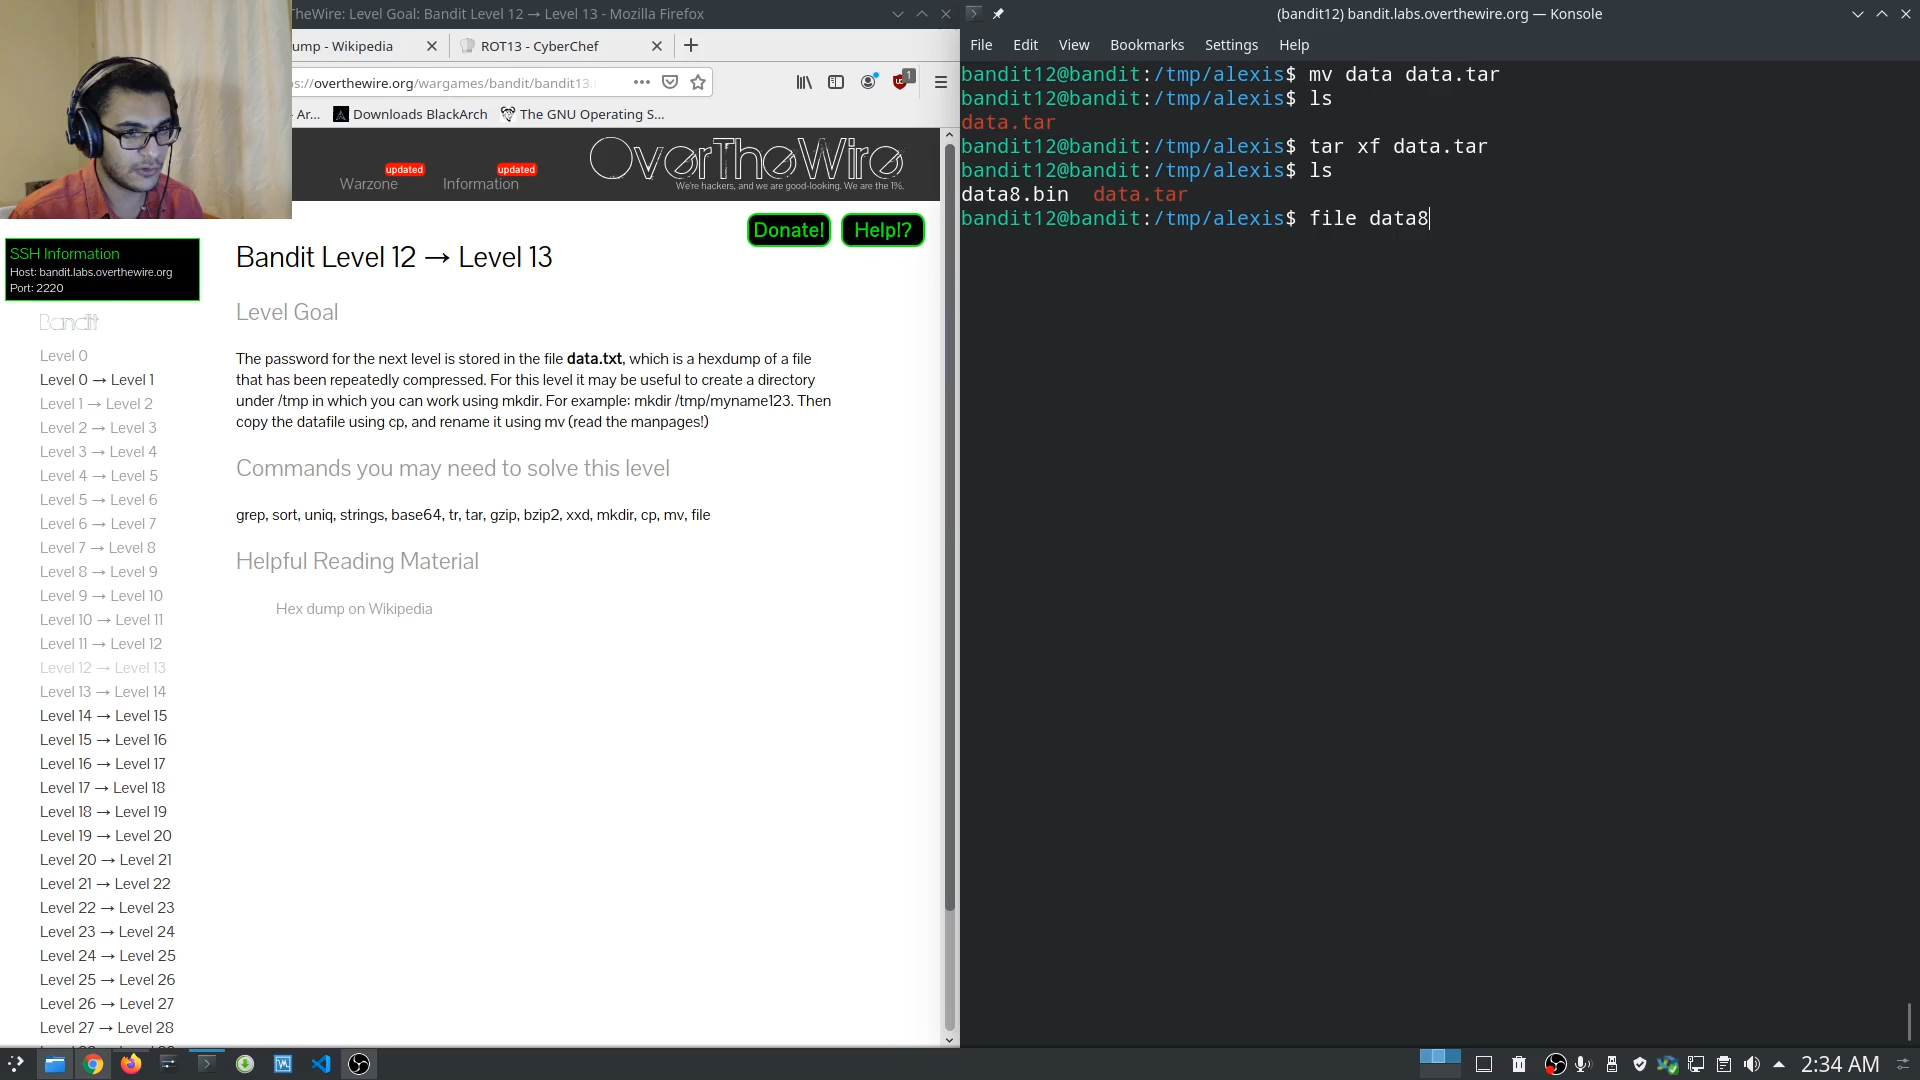 TheWire: Level Goal: Bandit Level 12 → Level 13 - Mozilla Firefox
ump - Wikipedia
ROT13 - CyberChef
s://overthewire.org/wargames/bandit/bandit13.
1
- Ar...
Downloads BlackArch
The GNU Operating S...
Warzone
updated
Information
updated
OverTheWire
We're hackers, and we are good-looking. We are the 1%.
Donate!
Help!?
SSH Information
Host: bandit.labs.overthewire.org
Port: 2220
Bandit
Level 0
Level 0 → Level 1
Level 1 → Level 2
Level 2 → Level 3
Level 3 → Level 4
Level 4 → Level 5
Level 5 → Level 6
Level 6 → Level 7
Level 7 → Level 8
Level 8 → Level 9
Level 9 → Level 10
Level 10 → Level 11
Level 11 → Level 12
Level 12 → Level 13
Level 13 → Level 14
Level 14 → Level 15
Level 15 → Level 16
Level 16 → Level 17
Level 17 → Level 18
Level 18 → Level 19
Level 19 → Level 20
Level 20 → Level 21
Level 21 → Level 22
Level 22 → Level 23
Level 23 → Level 24
Level 24 → Level 25
Level 25 → Level 26
Level 26 → Level 27
Level 27 → Level 28
Bandit Level 12 → Level 13
Level Goal
The password for the next level is stored in the file data.txt, which is a hexdump of a file
that has been repeatedly compressed. For this level it may be useful to create a directory
under /tmp in which you can work using mkdir. For example: mkdir /tmp/myname123. Then
copy the datafile using cp, and rename it using mv (read the manpages!)
Commands you may need to solve this level
grep, sort, uniq, strings, base64, tr, tar, gzip, bzip2, xxd, mkdir, cp, mv, file
Helpful Reading Material
Hex dump on Wikipedia
(bandit12) bandit.labs.overthewire.org — Konsole
File Edit View Bookmarks Settings Help
bandit12@bandit:/tmp/alexis$ mv data data.tar
bandit12@bandit:/tmp/alexis$ ls
data.tar
bandit12@bandit:/tmp/alexis$ tar xf data.tar
bandit12@bandit:/tmp/alexis$ ls
data8.bin data.tar
bandit12@bandit:/tmp/alexis$ file data8
2:34 AM